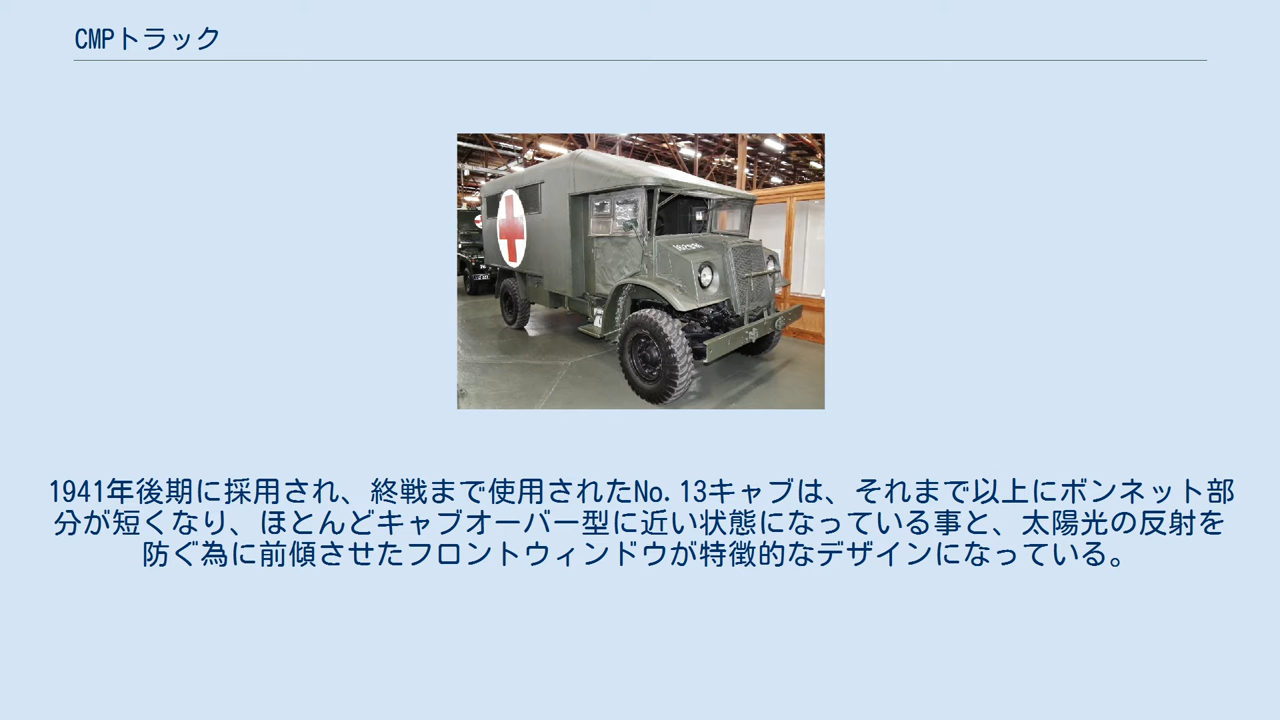 CMPトラック
1941年後期に採用され、終戦まで使用されたNo.13キャブは、それまで以上にボンネット部
分が短くなり、ほとんどキャブオーバー型に近い状態になっている事と、太陽光の反射を
防ぐ為に前傾させたフロントウィンドウが特徴的なデザインになっている。